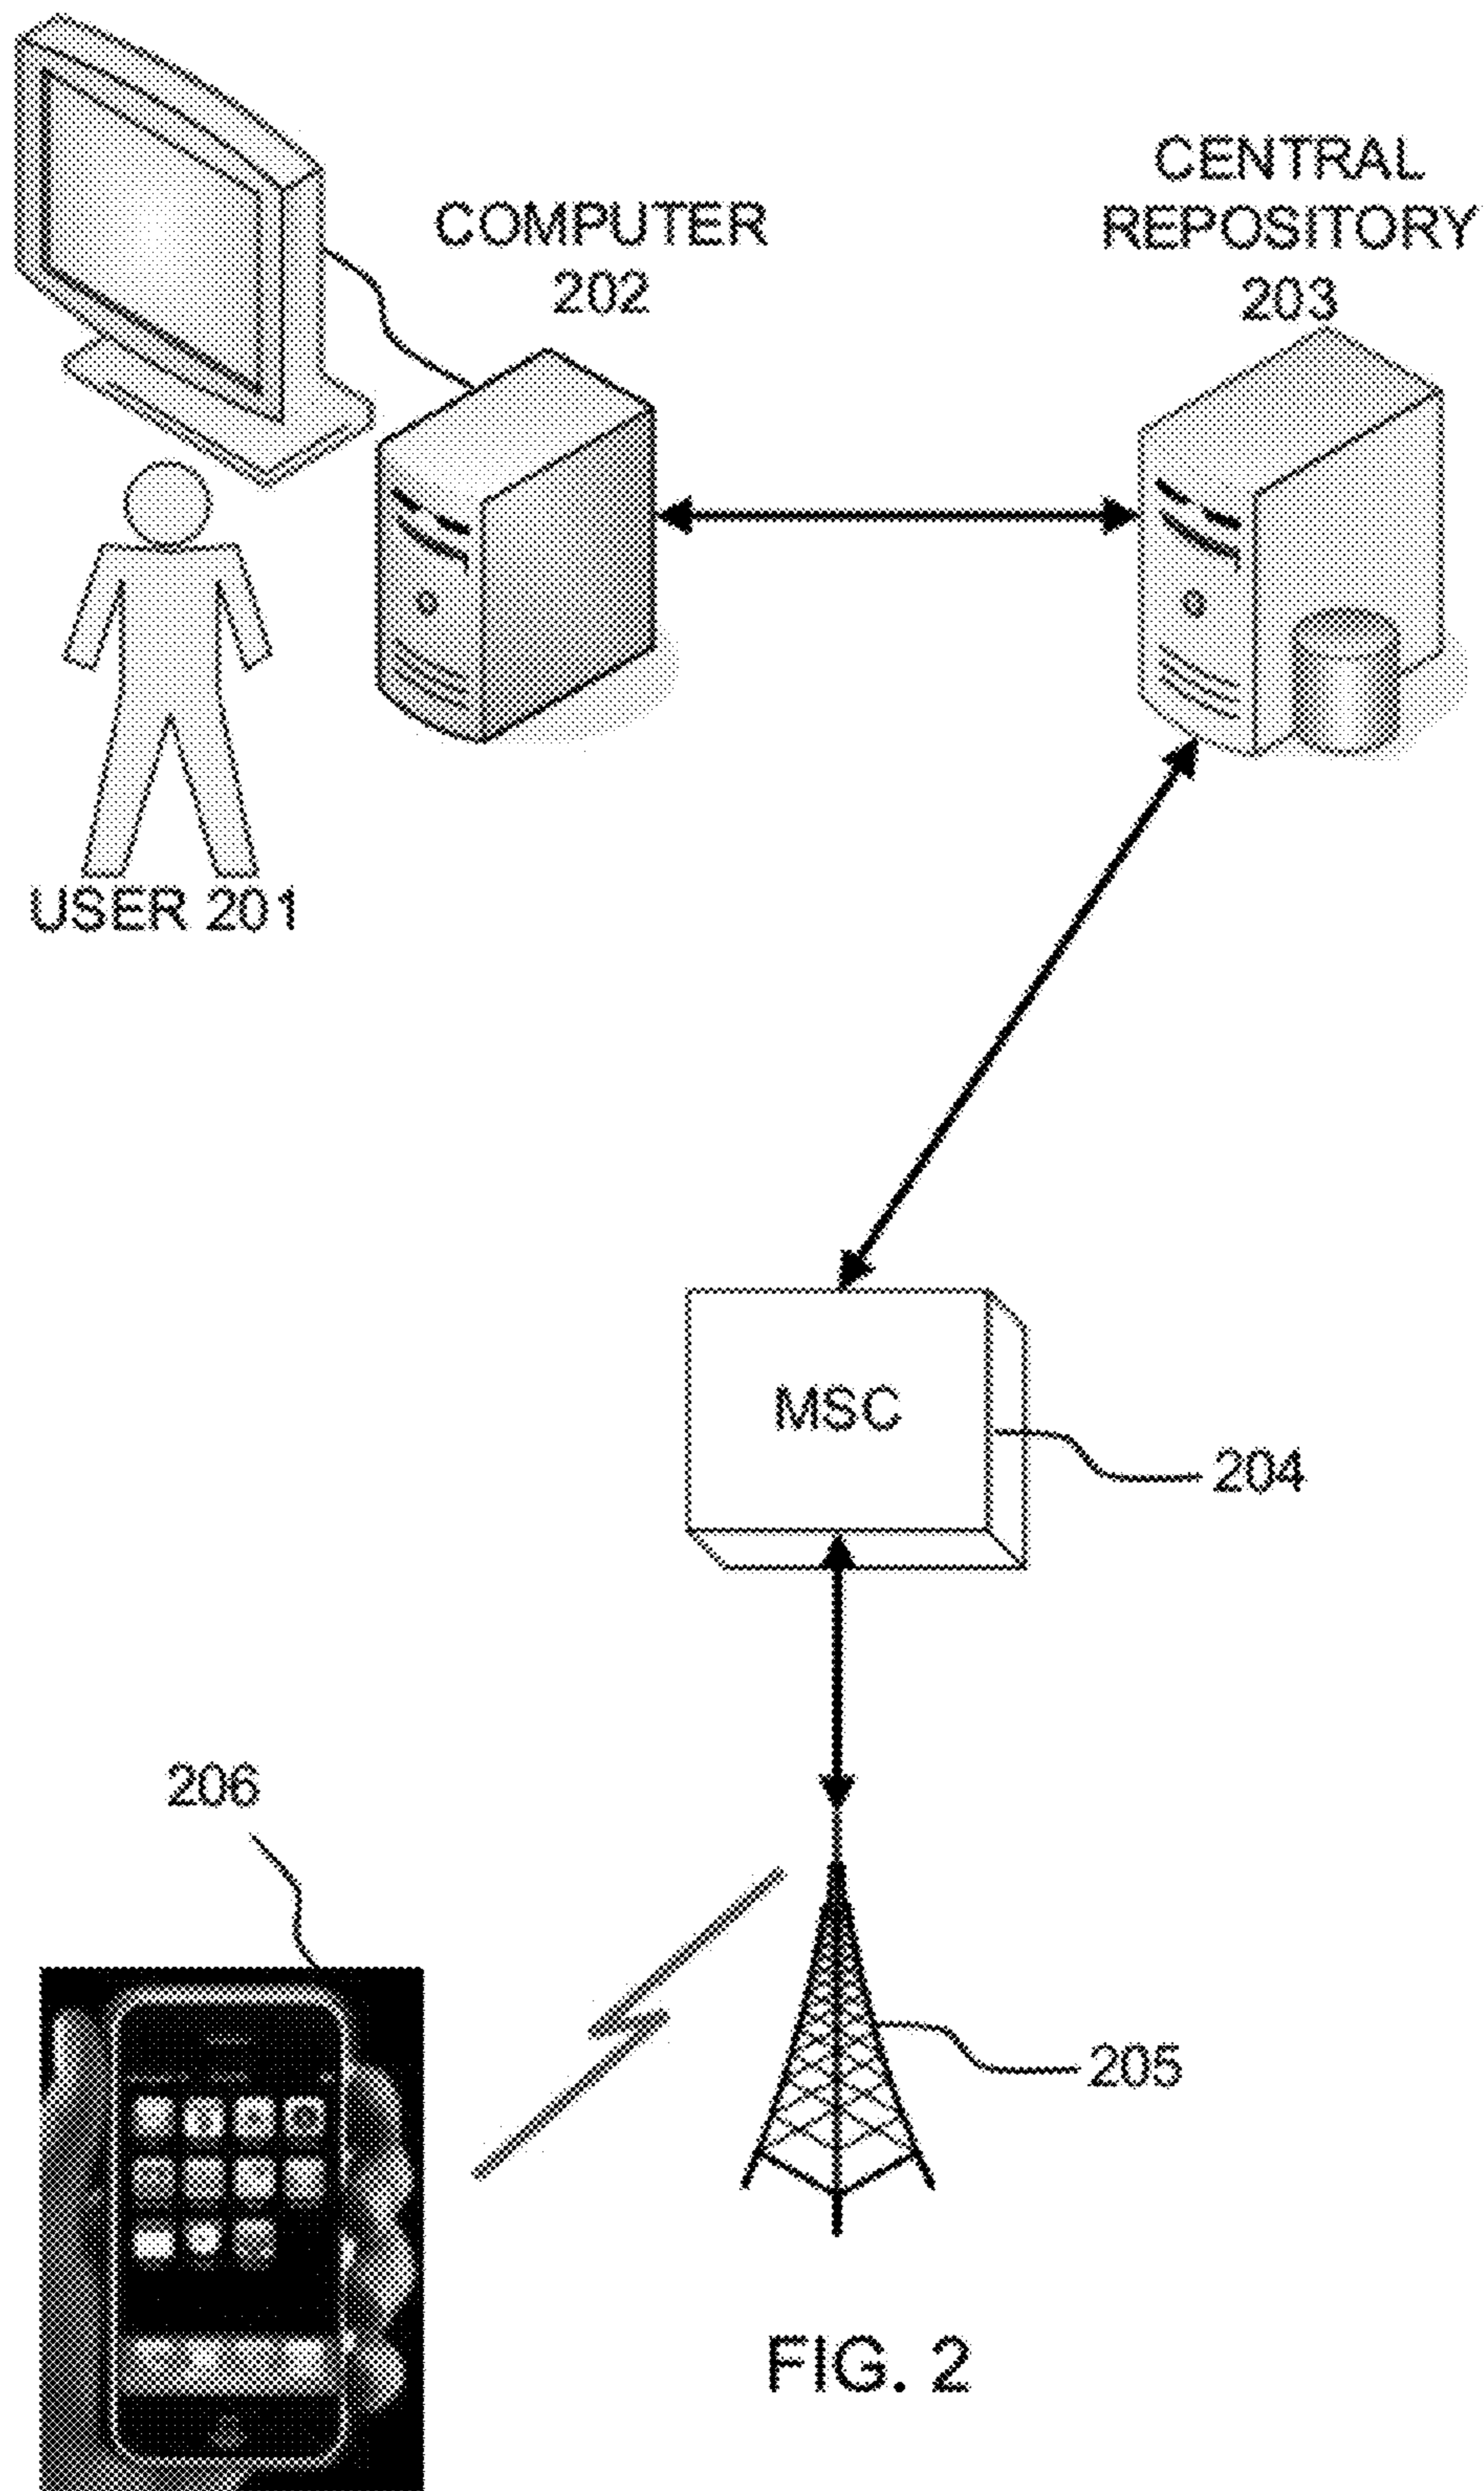 COMPUTER
202
CENTRAL
REPOSITORY
203
USER 201
MSC
204
206
205
FIG. 2